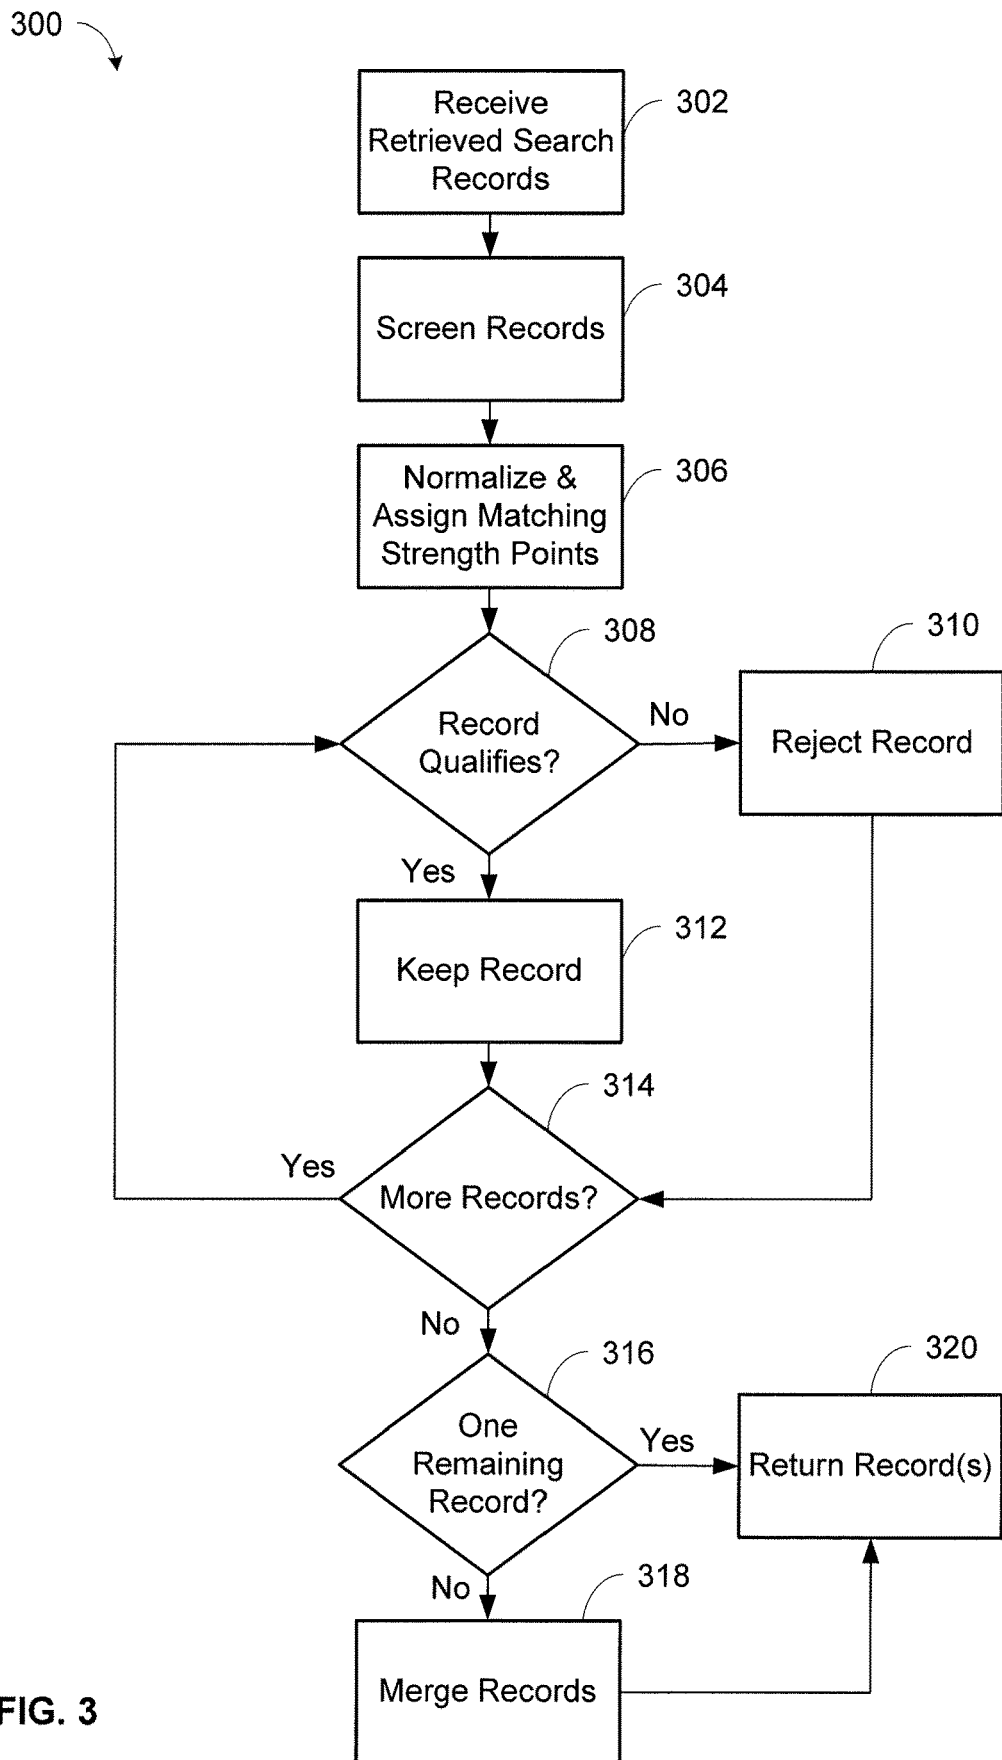 300
Receive
Retrieved Search
Records
302
Screen Records
304
Normalize &
Assign Matching
Strength Points
306
308
Record
Qualifies?
No
310
Reject Record
Yes
Keep Record
312
314
Yes
More Records?
No
316
One
Remaining
Record?
Yes
320
Return Record(s)
No
318
Merge Records
FIG. 3